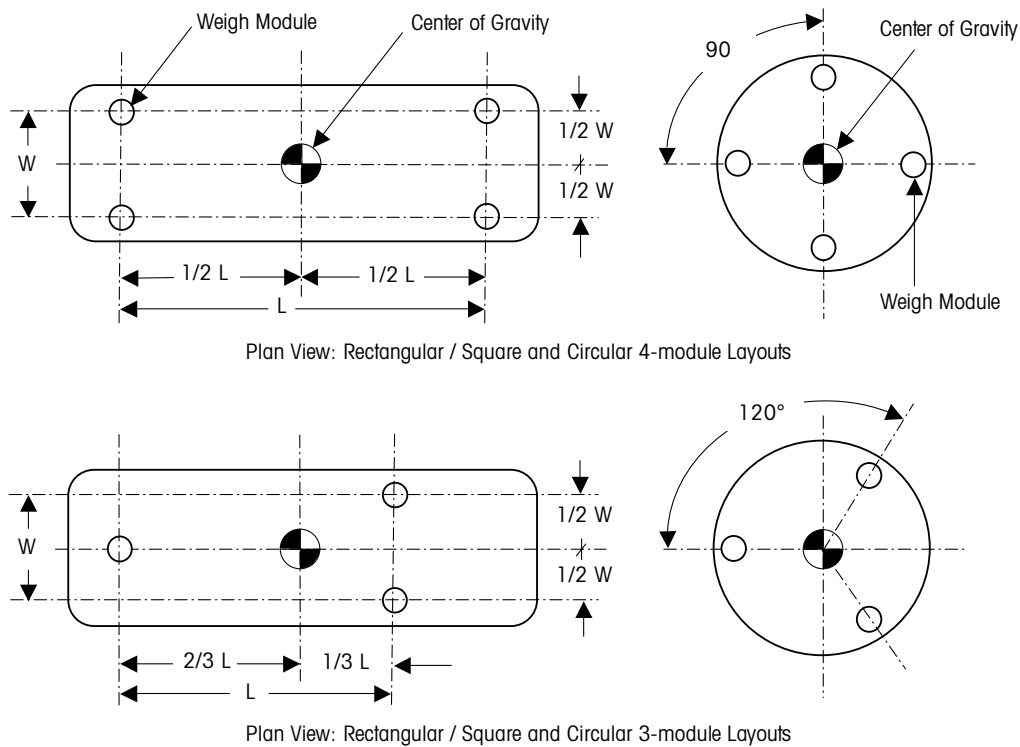 Weigh Module
Center of Gravity
W
1/2 W
1/2 W
1/2 L
1/2 L
L
90
Center of Gravity
Weigh Module
Plan View: Rectangular / Square and Circular 4-module Layouts
W
1/2 W
1/2 W
2/3 L
1/3 L
L
120°
Plan View: Rectangular / Square and Circular 3-module Layouts